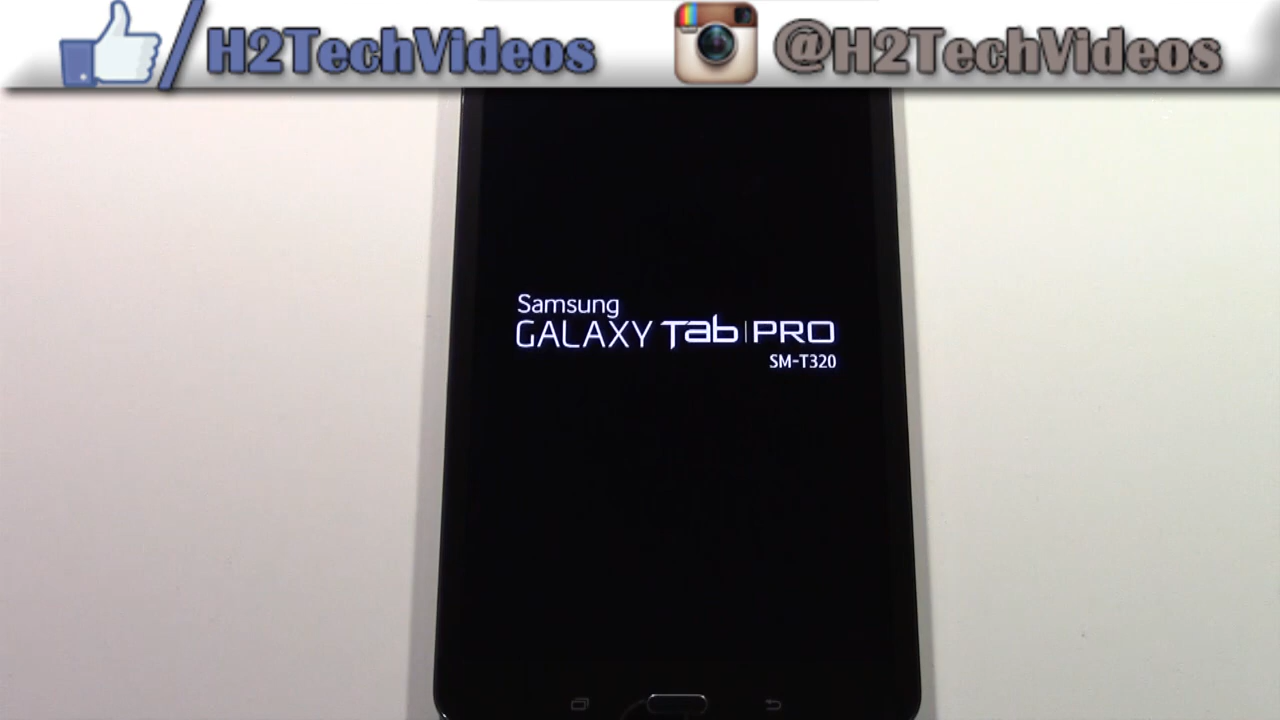 /H2TechVideos
@H2TechVideos
Samsung
GALAXY Tab PRO
SM-T320